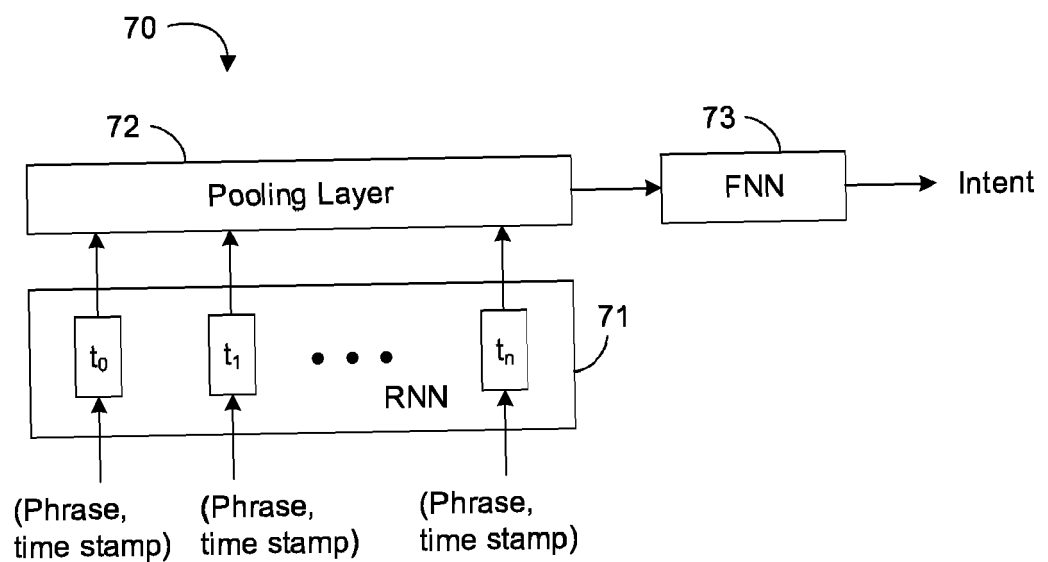 70
72
73
Pooling Layer
FNN
Intent
71
t₀
t₁
tₙ
RNN
(Phrase,
time stamp)
(Phrase,
time stamp)
(Phrase,
time stamp)